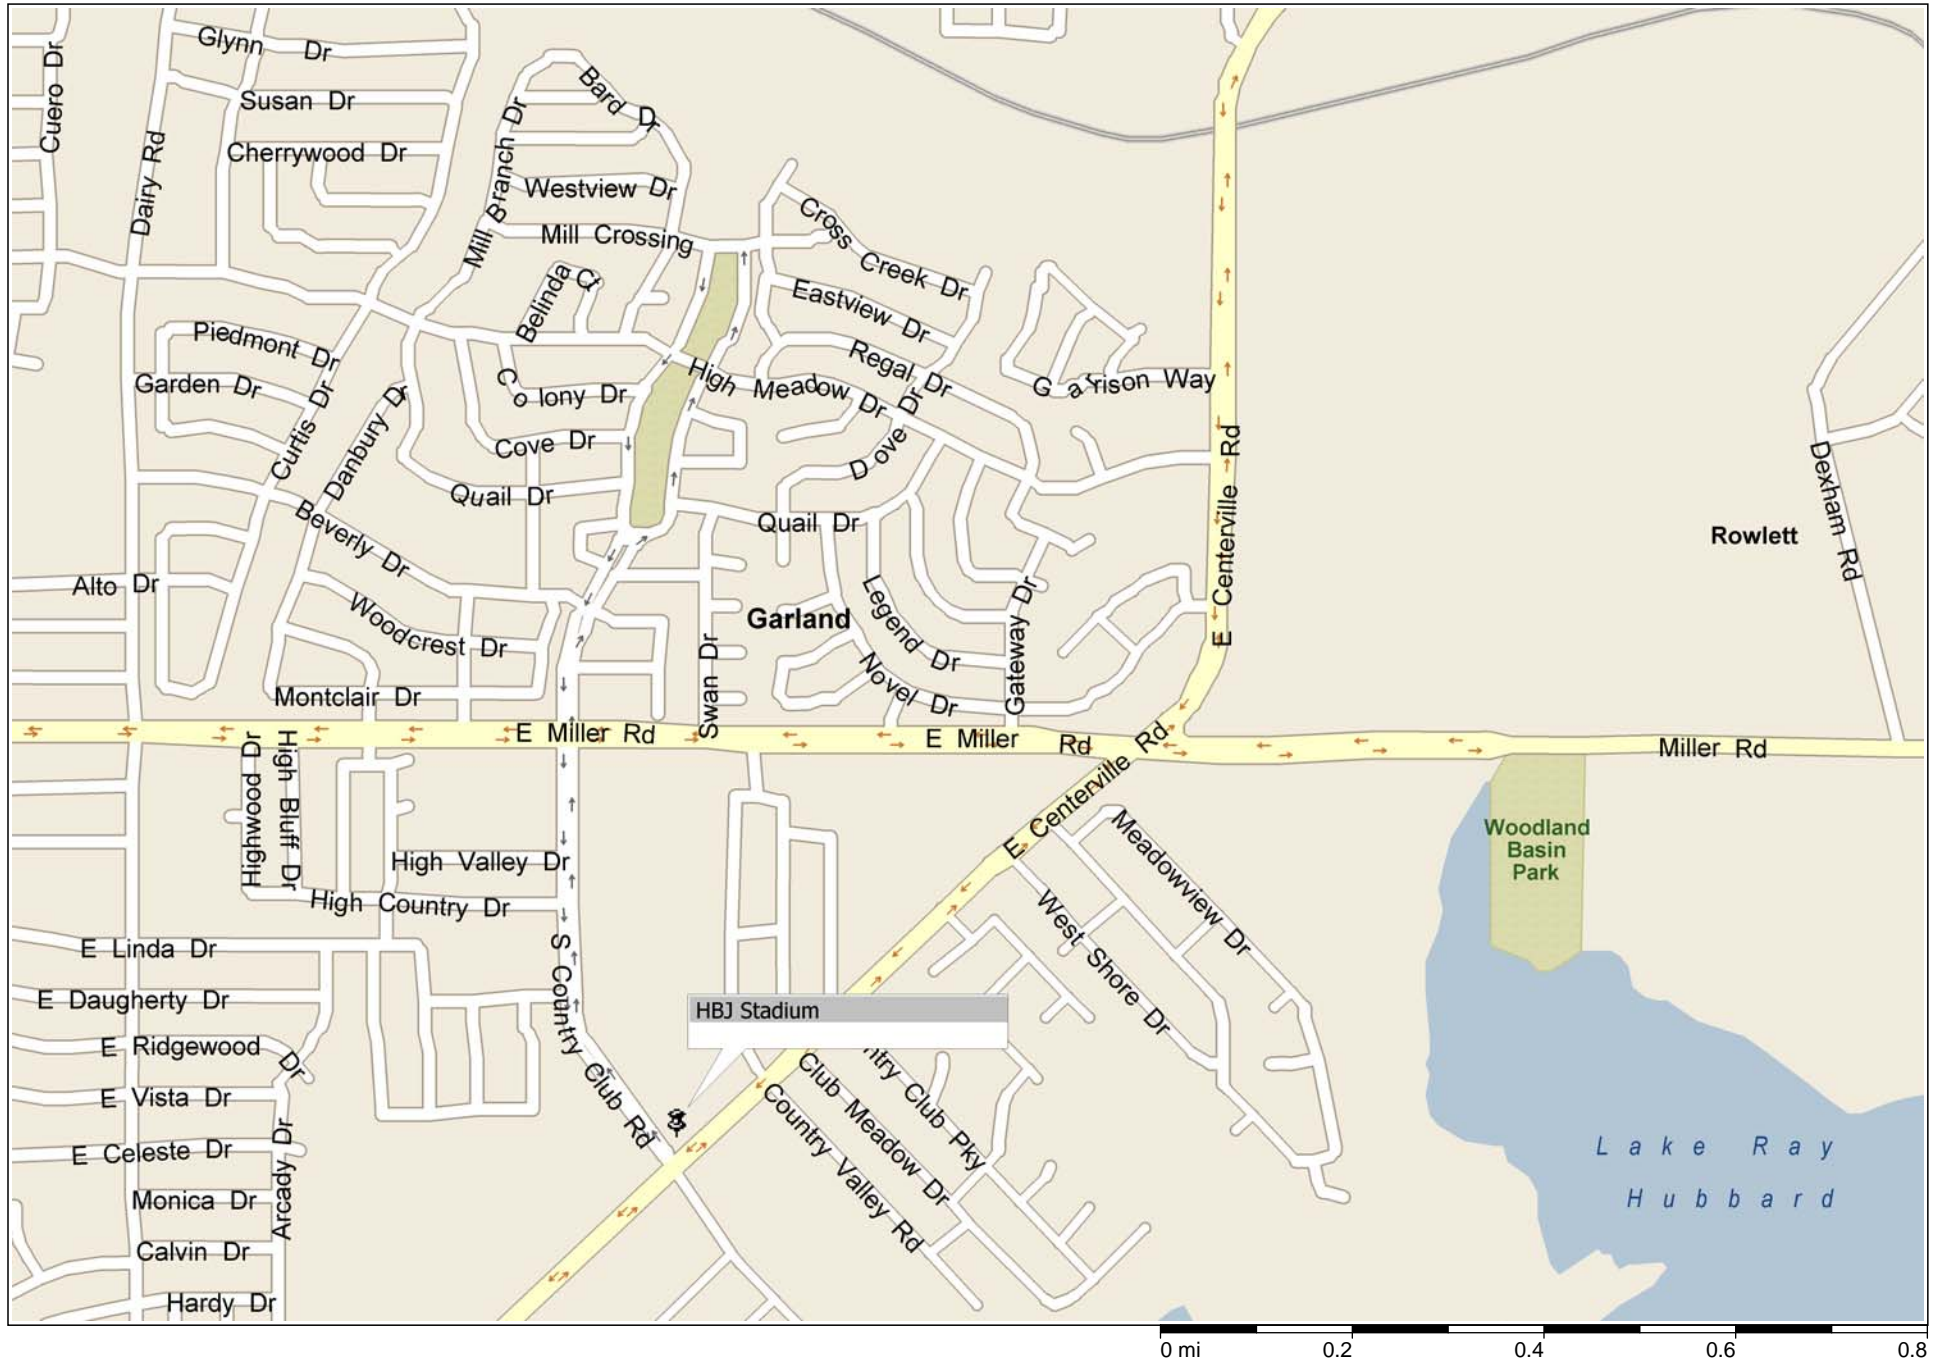 Glynn Dr
Cuero Dr
Susan Dr
Bard Dr
Dairy Rd
Cherrywood Dr
Mill Branch Dr
Westview Dr
Cross Creek Dr
Mill Crossing
Belinda Ct
Eastview Dr
Piedmont Dr
Regal Dr
Garden Dr
Curtis Dr
Danbury Dr
Colony Dr
High Meadow Dr
Garrison Way
Cove Dr
Dove Dr
E Centerville Rd
Dexham Rd
Quail Dr
Beverly Dr
Quail Dr
Rowlett
Alto Dr
Woodcrest Dr
Garland
Legend Dr
Gateway Dr
Swan Dr
Novel Dr
Montclair Dr
E Miller Rd
E Miller Rd
E Centerville Rd
Miller Rd
Highwood Dr
High Bluff Dr
High Valley Dr
High Country Dr
Meadowview Dr
Woodland
Basin
Park
West Shore Dr
E Linda Dr
S Country Club Rd
E Daugherty Dr
HBJ Stadium
E Ridgewood Dr
Club Meadow Dr
ntry Club Pky
Country Valley Rd
E Vista Dr
E Celeste Dr
Arcady Dr
Monica Dr
Lake Ray
Hubbard
Calvin Dr
Hardy Dr
0 mi 0.2 0.4 0.6 0.8